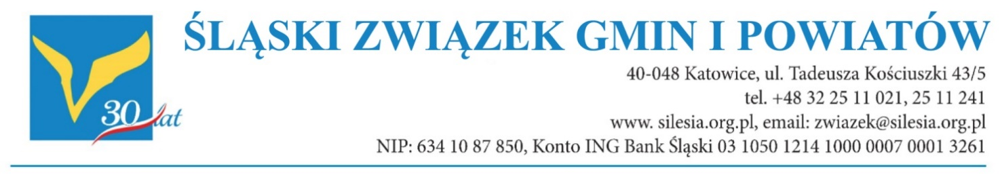 ŚLĄSKI ZWIĄZEK GMIN I POWIATÓW
40-048 Katowice, ul. Tadeusza Kościuszki 43/5
tel. +48 32 25 11 021, 25 11 241
www. silesia.org.pl, email: zwiazek@silesia.org.pl
NIP: 634 10 87 850, Konto ING Bank Śląski 03 1050 1214 1000 0007 0001 3261
30 lat